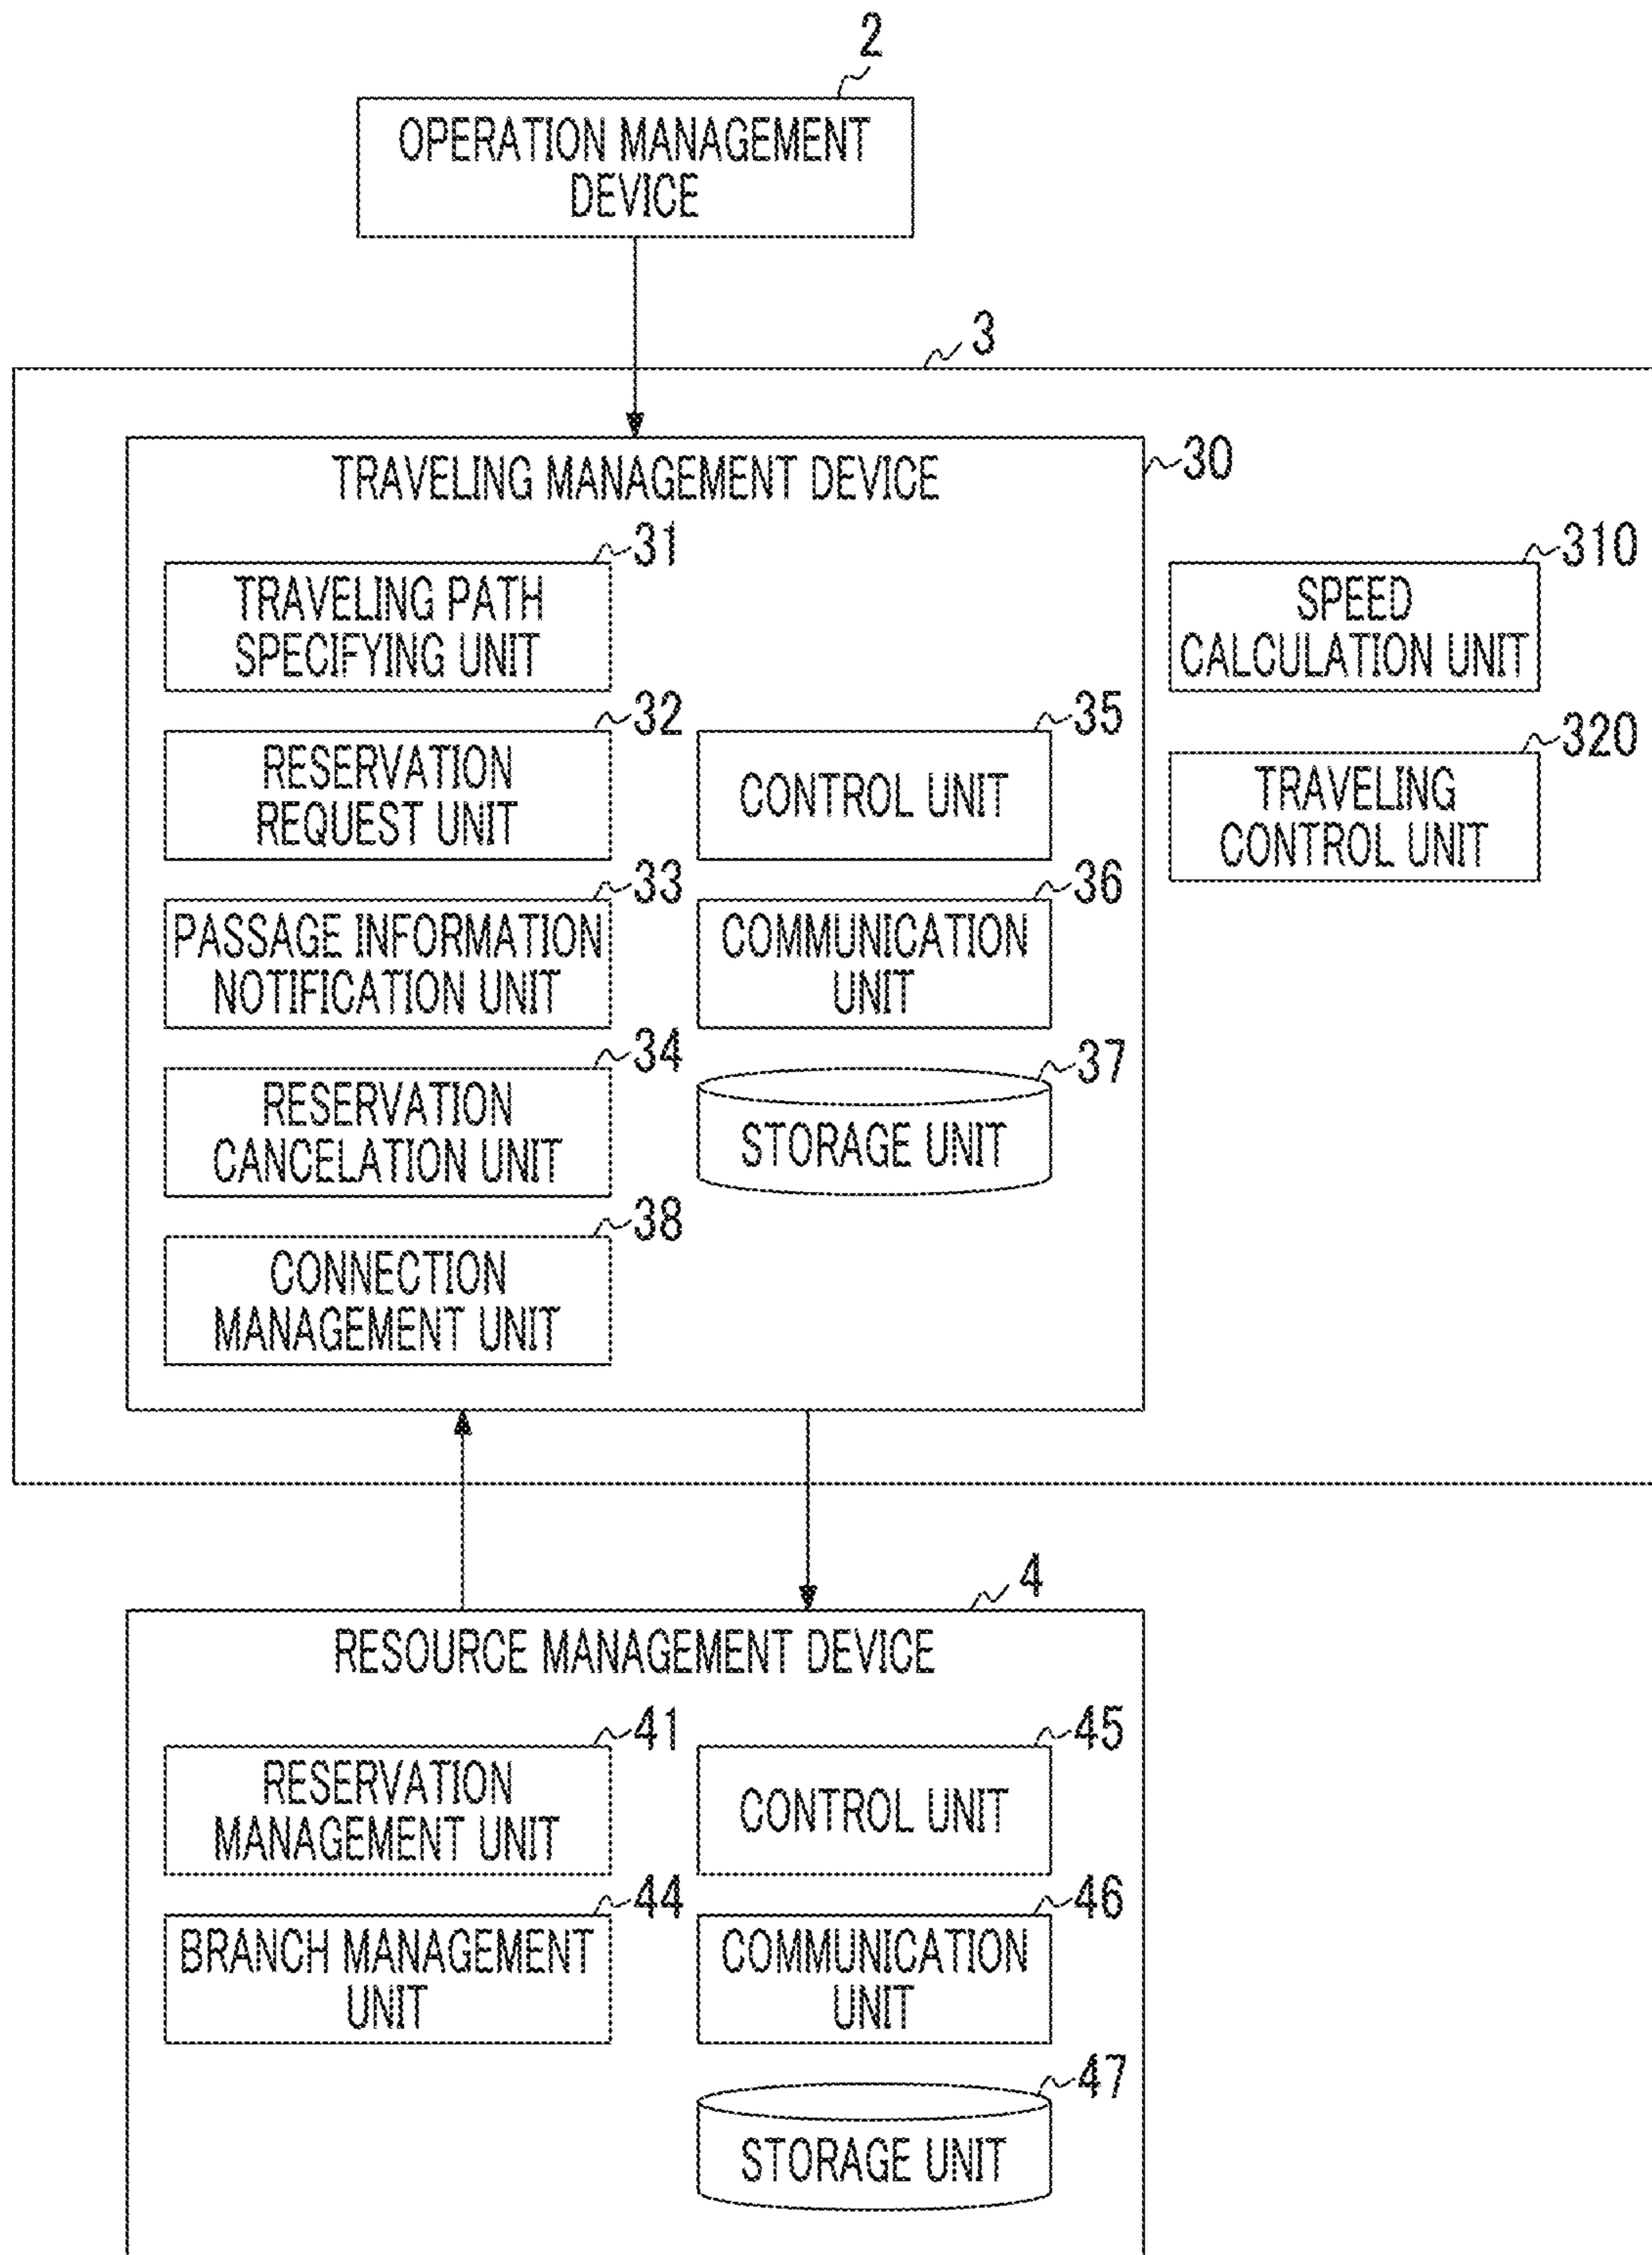 2
OPERATION MANAGEMENT
DEVICE
3
TRAVELING MANAGEMENT DEVICE
30
31
TRAVELING PATH
SPECIFYING UNIT
310
SPEED
CALCULATION UNIT
32
RESERVATION
REQUEST UNIT
35
CONTROL UNIT
320
TRAVELING
CONTROL UNIT
33
PASSAGE INFORMATION
NOTIFICATION UNIT
36
COMMUNICATION
UNIT
34
RESERVATION
CANCELATION UNIT
37
STORAGE UNIT
38
CONNECTION
MANAGEMENT UNIT
4
RESOURCE MANAGEMENT DEVICE
41
RESERVATION
MANAGEMENT UNIT
45
CONTROL UNIT
44
BRANCH MANAGEMENT
UNIT
46
COMMUNICATION
UNIT
47
STORAGE UNIT